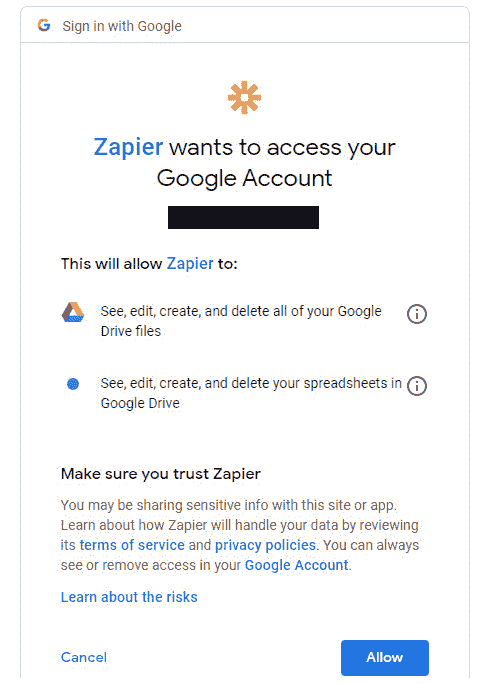 Sign in with Google
Zapier wants to access your
Google Account
This will allow Zapier to:
See, edit, create, and delete all of your Google
Drive files
See, edit, create, and delete your spreadsheets in
Google Drive
Make sure you trust Zapier
You may be sharing sensitive info with this site or app.
Learn about how Zapier will handle your data by reviewing
its terms of service and privacy policies. You can always
see or remove access in your Google Account.
Learn about the risks
Cancel
Allow